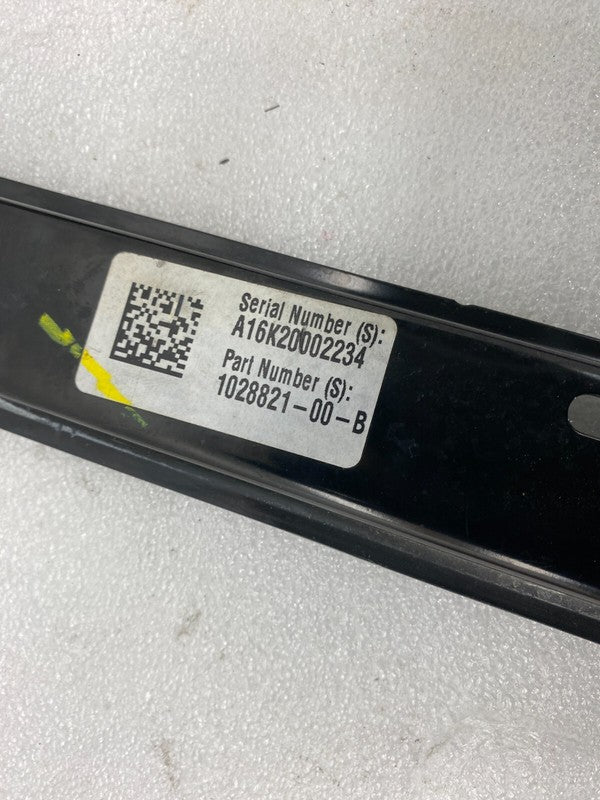 Serial Number (S):
A16K20002234
Part Number (S):
1028821-00-B